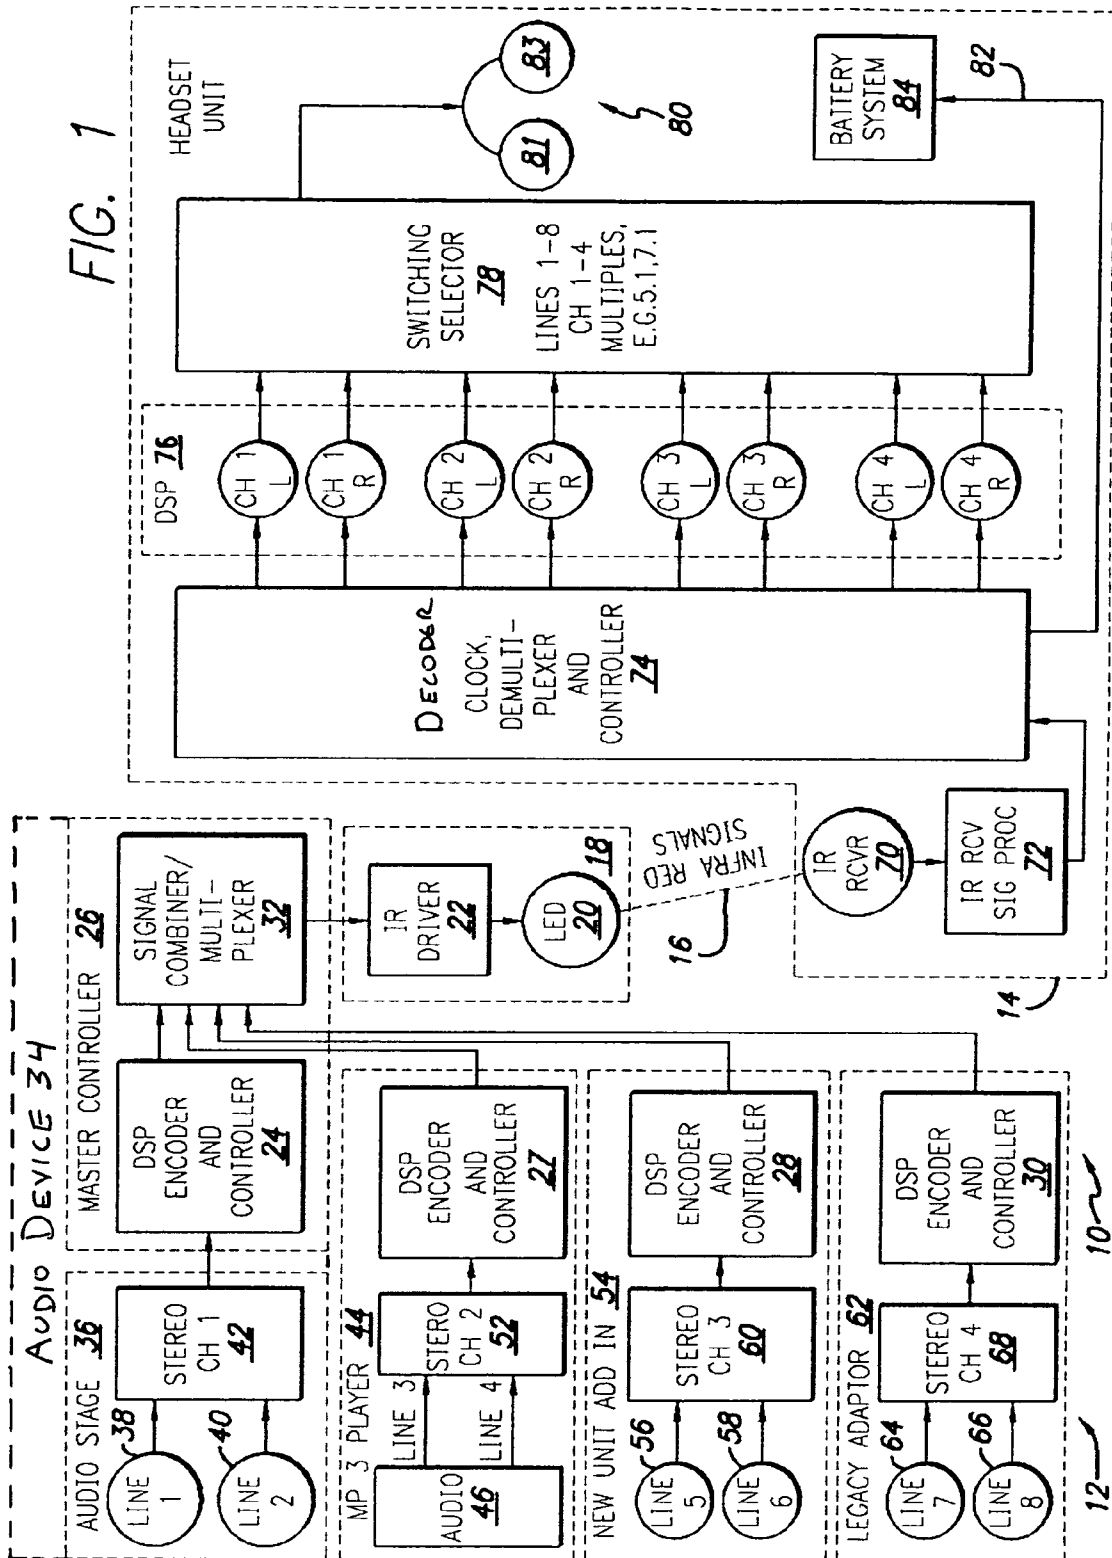 FIG. 1
AUDIO DEVICE 34
AUDIO STAGE 36
LINE 1
38
LINE 2
40
STEREO
CH 1
42
MASTER CONTROLLER 26
DSP
ENCODER
AND
CONTROLLER
24
SIGNAL
COMBINER/
MULTI-
PLEXER
32
MP 3 PLAYER 44
AUDIO
46
LINE 3
LINE 4
STERO
CH 2
52
DSP
ENCODER
AND
CONTROLLER
27
IR
DRIVER
22
LED
20
18
NEW UNIT ADD IN 54
LINE
5
56
LINE
6
58
STEREO
CH 3
60
DSP
ENCODER
AND
CONTROLLER
28
INFRA RED
SIGNALS
16
LEGACY ADAPTOR 62
LINE
7
64
LINE
8
66
STEREO
CH 4
68
DSP
ENCODER
AND
CONTROLLER
30
IR
RCVR
70
IR RCV
SIG PROC
72
14
12
10
DECODER
CLOCK,
DEMULTI-
PLEXER
AND
CONTROLLER
74
DSP 76
CH 1
L
CH 1
R
CH 2
L
CH 2
R
CH 3
L
CH 3
R
CH 4
L
CH 4
R
SWITCHING
SELECTOR
78
LINES 1-8
CH 1-4
MULTIPLES,
E.G.5.1,7.1
HEADSET
UNIT
81
83
80
BATTERY
SYSTEM
84
82